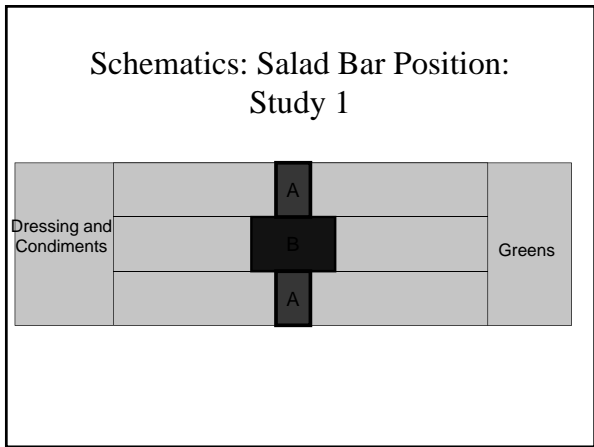 Schematics: Salad Bar Position:
Study 1
A
Dressing and
Condiments
B
Greens
A